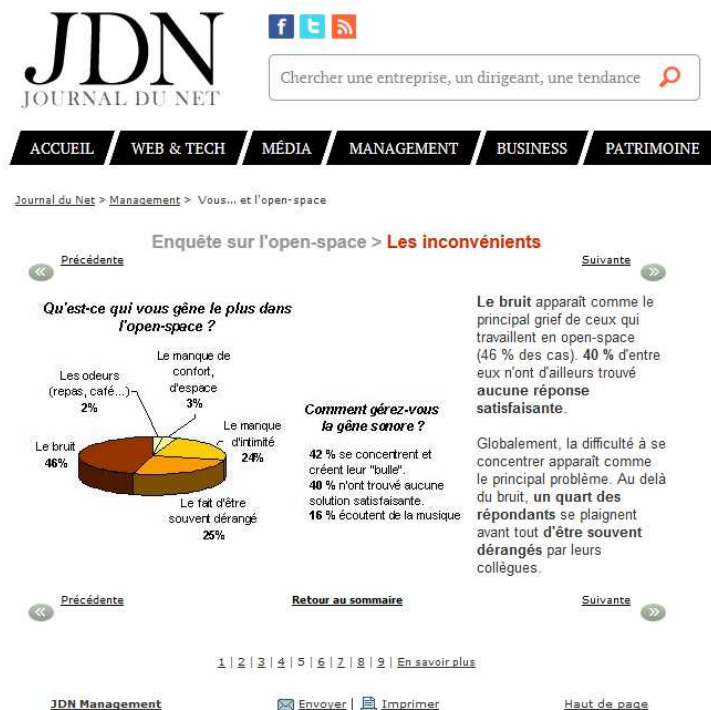 JDN
JOURNAL DU NET
Chercher une entreprise, un dirigeant, une tendance
ACCUEIL WEB & TECH MÉDIA MANAGEMENT BUSINESS PATRIMOINE
Journal du Net > Management > Vous... et l'open-space
Enquête sur l'open-space > Les inconvénients
Précédente
Suivante
Qu'est-ce qui vous gêne le plus dans
l'open-space ?
Le manque de
confort,
d'espace
3%
Les odeurs
(repas, café...)
2%
Le manque
d'intimité
24%
Le bruit
46%
Le fait d'être
souvent dérangé
25%
Comment gérez-vous
la gêne sonore ?
42 % se concentrent et
créent leur "bulle".
40 % n'ont trouvé aucune
solution satisfaisante.
16 % écoutent de la musique
Le bruit apparaît comme le
principal grief de ceux qui
travaillent en open-space
(46 % des cas). 40 % d'entre
eux n'ont d'ailleurs trouvé
aucune réponse
satisfaisante.
Globalement, la difficulté à se
concentrer apparaît comme
le principal problème. Au delà
du bruit, un quart des
répondants se plaignent
avant tout d'être souvent
dérangés par leurs
collègues.
Précédente
Retour au sommaire
Suivante
1 | 2 | 3 | 4 | 5 | 6 | 7 | 8 | 9 | En savoir plus
JDN Management
Envoyer | Imprimer
Haut de page